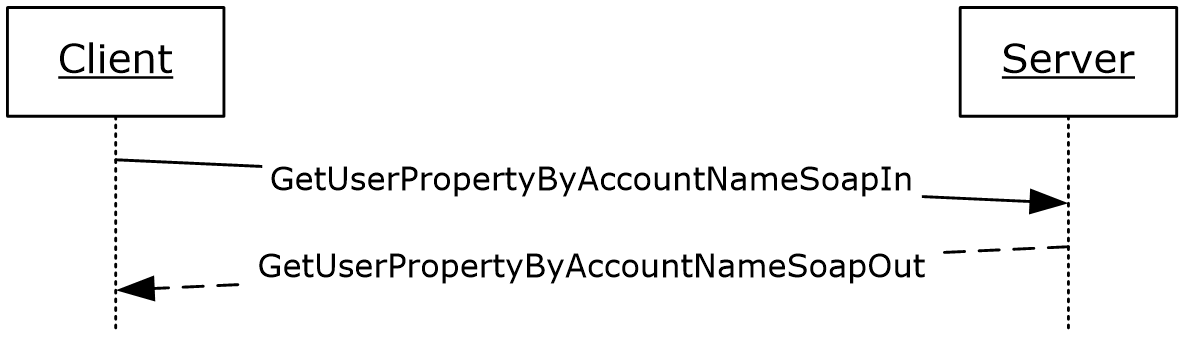 Client
Server
GetUserPropertyByAccountNameSoapIn
GetUserPropertyByAccountNameSoapOut